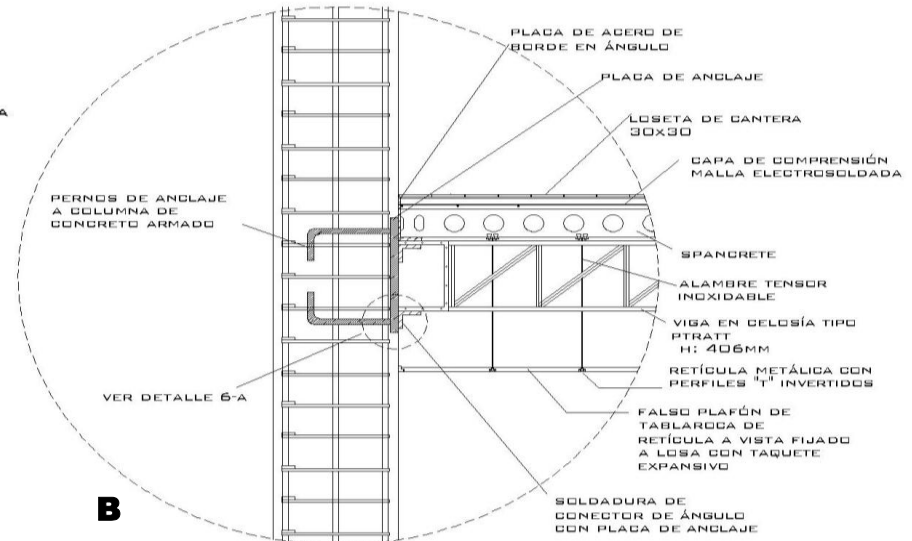 PLACA DE ACERO DE
BORDE EN ÁNGULO
PLACA DE ANCLAJE
A
LOSETA DE CANTERA
30X30
CAPA DE COMPRENSIÓN
MALLA ELECTROSOLDADA
PERNOS DE ANCLAJE
A COLUMNA DE
CONCRETO ARMADO
SPANCRETE
ALAMBRE TENSOR
INOXIDABLE
VIGA EN CELOSÍA TIPO
PTRATT
H: 406MM
RETÍCULA METÁLICA CON
PERFILES "T" INVERTIDOS
VER DETALLE 6-A
FALSO PLAFÓN DE
TABLAROCA DE
RETÍCULA A VISTA FIJADO
A LOSA CON TAQUETE
EXPANSIVO
B
SOLDADURA DE
CONECTOR DE ÁNGULO
CON PLACA DE ANCLAJE